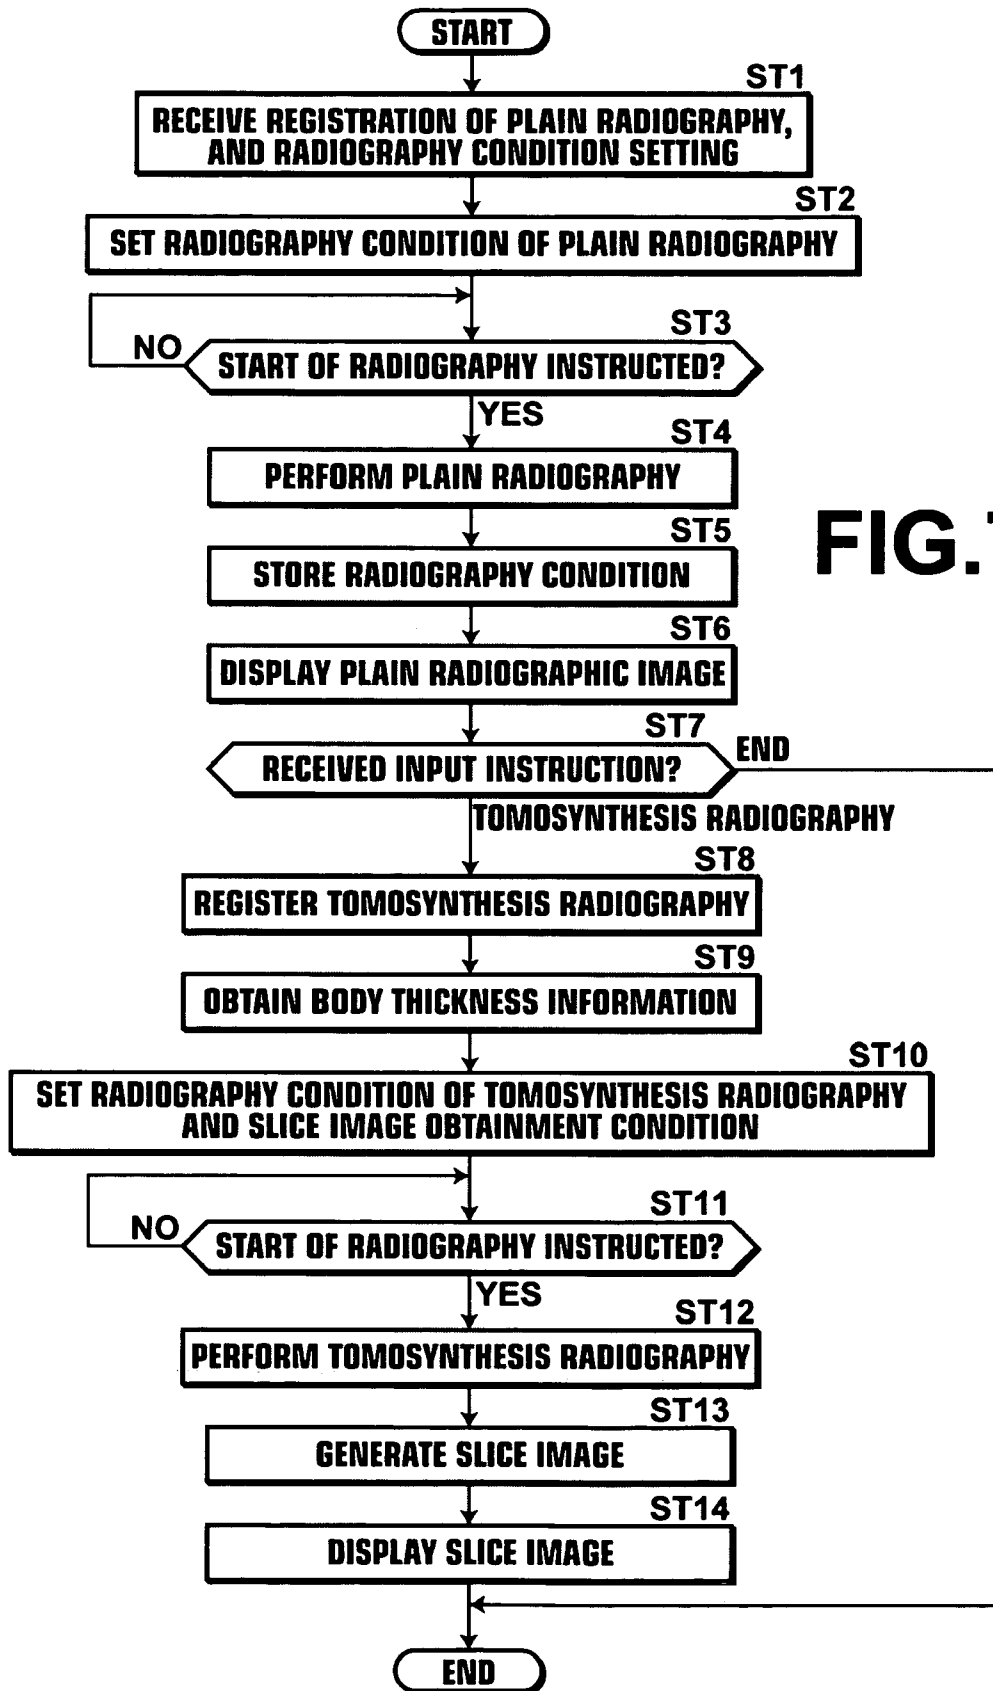 START
ST1
RECEIVE REGISTRATION OF PLAIN RADIOGRAPHY,
AND RADIOGRAPHY CONDITION SETTING
ST2
SET RADIOGRAPHY CONDITION OF PLAIN RADIOGRAPHY
ST3
NO
START OF RADIOGRAPHY INSTRUCTED?
YES
ST4
PERFORM PLAIN RADIOGRAPHY
FIG.
ST5
STORE RADIOGRAPHY CONDITION
ST6
DISPLAY PLAIN RADIOGRAPHIC IMAGE
ST7
RECEIVED INPUT INSTRUCTION?
END
TOMOSYNTHESIS RADIOGRAPHY
ST8
REGISTER TOMOSYNTHESIS RADIOGRAPHY
ST9
OBTAIN BODY THICKNESS INFORMATION
ST10
SET RADIOGRAPHY CONDITION OF TOMOSYNTHESIS RADIOGRAPHY
AND SLICE IMAGE OBTAINMENT CONDITION
ST11
NO
START OF RADIOGRAPHY INSTRUCTED?
YES
ST12
PERFORM TOMOSYNTHESIS RADIOGRAPHY
ST13
GENERATE SLICE IMAGE
ST14
DISPLAY SLICE IMAGE
END